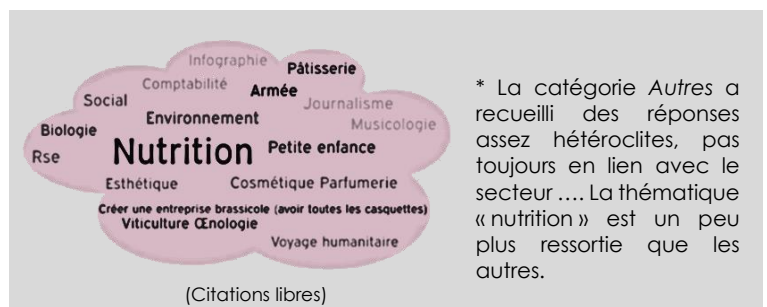 Infographie
Pâtisserie
Comptabilité
Armée
Social
Journalisme
Environnement
Musicologie
Biologie
Nutrition
Petite enfance
Rse
Esthétique
Cosmétique Parfumerie
Créer une entreprise brassicole (avoir toutes les casquettes)
Viticulture Œnologie
Voyage humanitaire
(Citations libres)
* La catégorie Autres a
recueilli des réponses
assez hétéroclites, pas
toujours en lien avec le
secteur .... La thématique
« nutrition » est un peu
plus ressortie que les
autres.